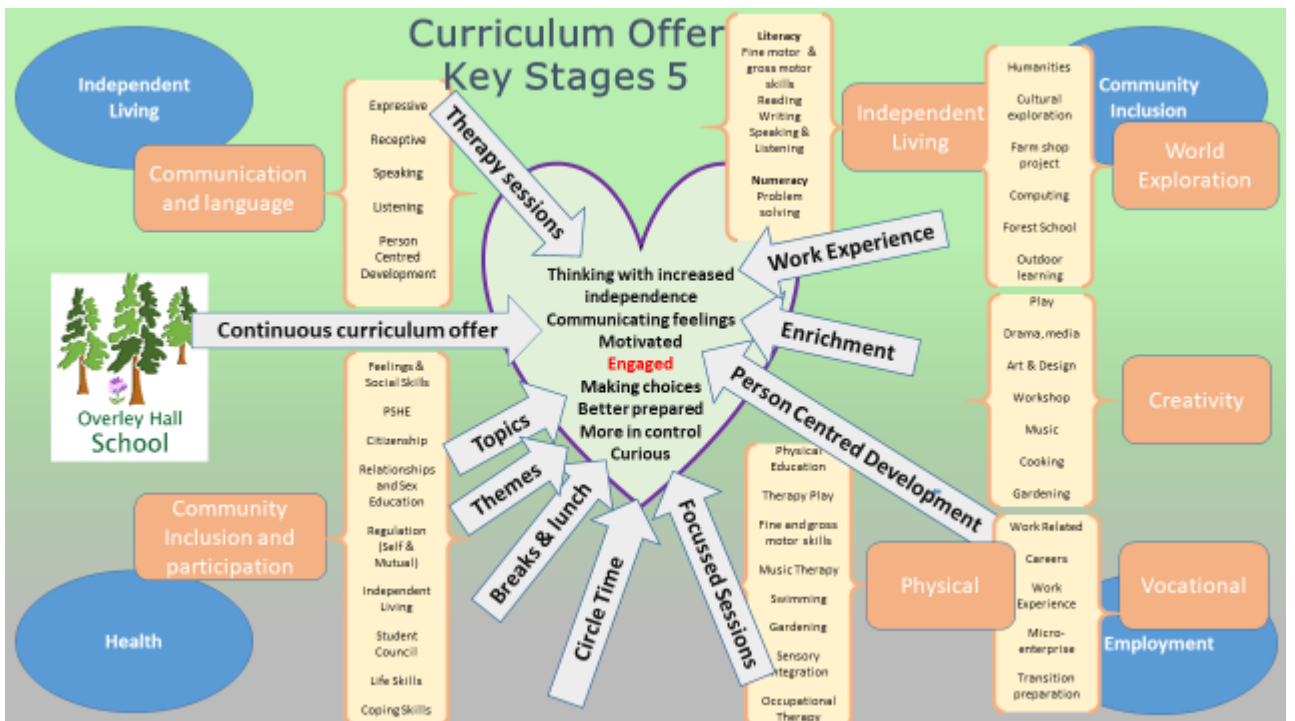 Curriculum Offer
Key Stages 5
Independent
Living
Communication
and language
Expressive
Receptive
Speaking
Listening
Person
Centred
Development
Therapy sessions
Literacy
Fine motor &
gross motor
skills
Reading
Writing
Speaking &
Listening
Numeracy
Problem
solving
Independent
Living
Humanities
Cultural
exploration
Farm shop
project
Computing
Forest School
Outdoor
learning
Community
Inclusion
World
Exploration
Overley Hall
School
Continuous curriculum offer
Thinking with increased
independence
Communicating feelings
Motivated
Engaged
Making choices
Better prepared
More in control
Curious
Work Experience
Enrichment
Person Centred Development
Play
Drama, media
Art & Design
Workshop
Music
Cooking
Gardening
Creativity
Feelings &
Social Skills
PSHE
Citizenship
Relationships
and Sex
Education
Regulation
(Self &
Mutual)
Independent
Living
Student
Council
Life Skills
Coping Skills
Community
Inclusion and
participation
Health
Topics
Themes
Breaks & lunch
Circle Time
Focussed Sessions
Physical
Education
Therapy Play
Fine and gross
motor skills
Music Therapy
Swimming
Gardening
Sensory
Integration
Occupational
Therapy
Physical
Work Related
Careers
Work
Experience
Micro-
enterprise
Transition
preparation
Vocational
Employment